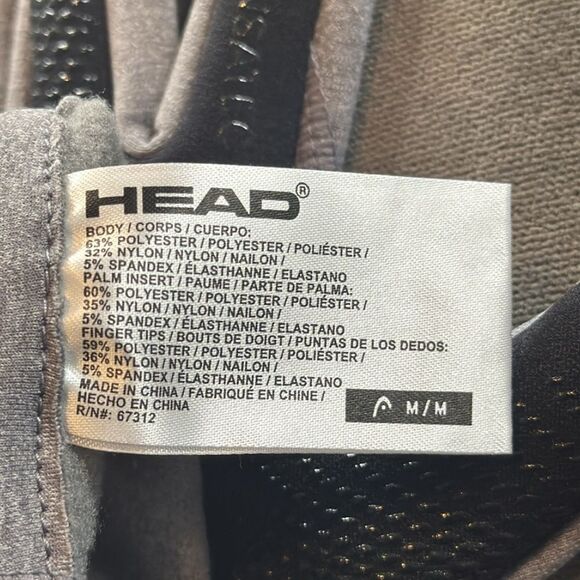 HEAD®
BODY / CORPS / CUERPO:
63% POLYESTER / POLYESTER / POLIÉSTER /
32% NYLON / NYLON / NAILON /
5% SPANDEX / ÉLASTHANNE / ELASTANO
PALM INSERT / PAUME / PARTE DE PALMA:
60% POLYESTER / POLYESTER / POLIÉSTER /
35% NYLON / NYLON / NAILON /
5% SPANDEX / ÉLASTHANNE / ELASTANO
FINGER TIPS / BOUTS DE DOIGT / PUNTAS DE LOS DEDOS:
59% POLYESTER / POLYESTER / POLIÉSTER /
36% NYLON / NYLON / NAILON /
5% SPANDEX / ÉLASTHANNE / ELASTANO
MADE IN CHINA / FABRIQUÉ EN CHINE /
HECHO EN CHINA
R/N#: 67312
M / M